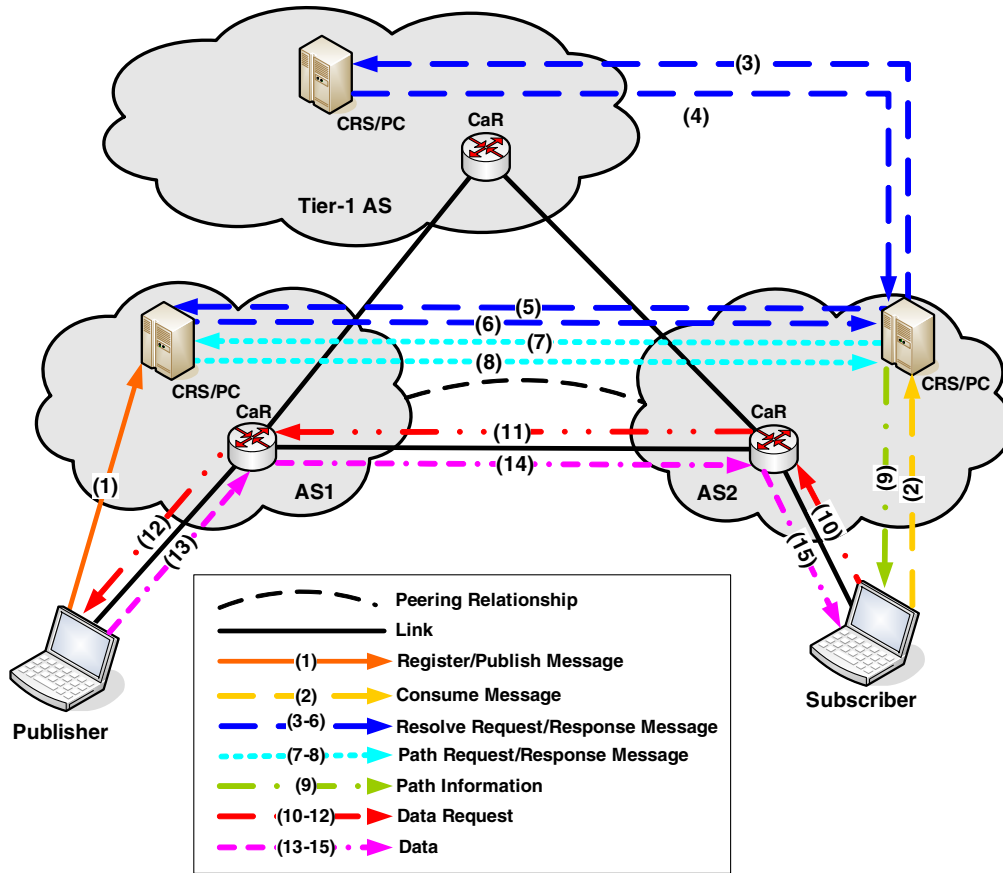 (3)
(4)
CRS/PC
CaR
Tier-1 AS
(5)
(6)
(7)
(8)
CRS/PC
CRS/PC
CaR
CaR
(11)
(14)
AS1
AS2
(1)
(12)
(13)
(10)
(15)
(9)
(2)
Publisher
Subscriber
Peering Relationship
Link
(1) Register/Publish Message
(2) Consume Message
(3-6) Resolve Request/Response Message
(7-8) Path Request/Response Message
(9) Path Information
(10-12) Data Request
(13-15) Data